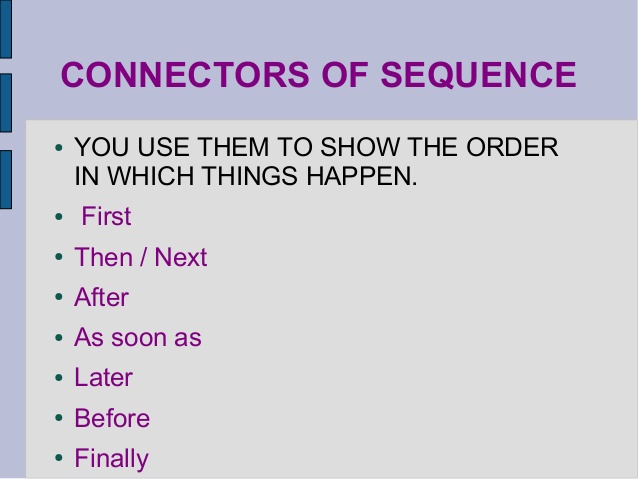 CONNECTORS OF SEQUENCE
• YOU USE THEM TO SHOW THE ORDER
IN WHICH THINGS HAPPEN.
• First
• Then / Next
• After
• As soon as
• Later
• Before
• Finally